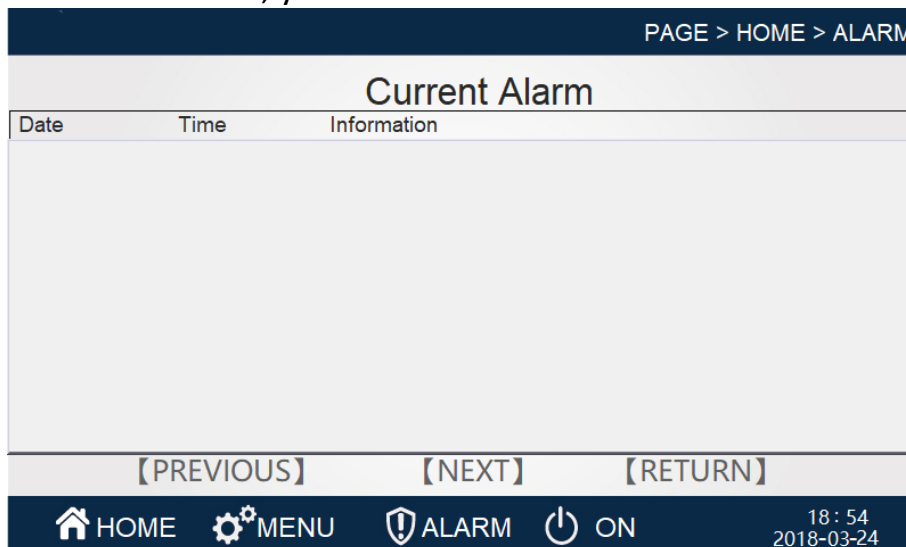 PAGE > HOME > ALARM
Current Alarm
Date Time Information
【PREVIOUS】 【NEXT】 【RETURN】
HOME MENU ALARM ON 18:54
2018-03-24